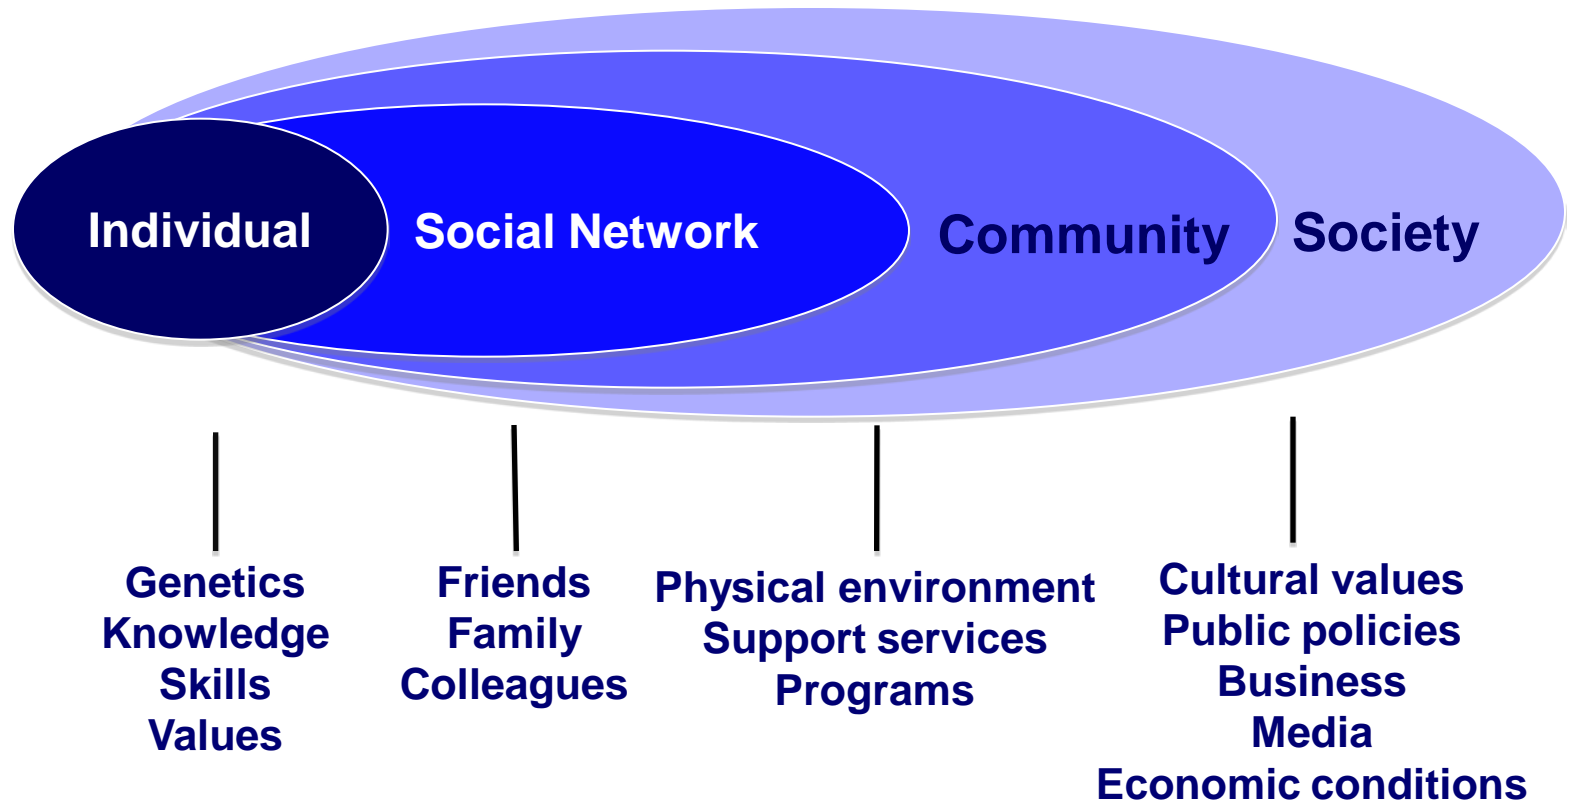 Individual
Social Network
Community
Society
Genetics
Knowledge
Skills
Values
Friends
Family
Colleagues
Physical environment
Support services
Programs
Cultural values
Public policies
Business
Media
Economic conditions